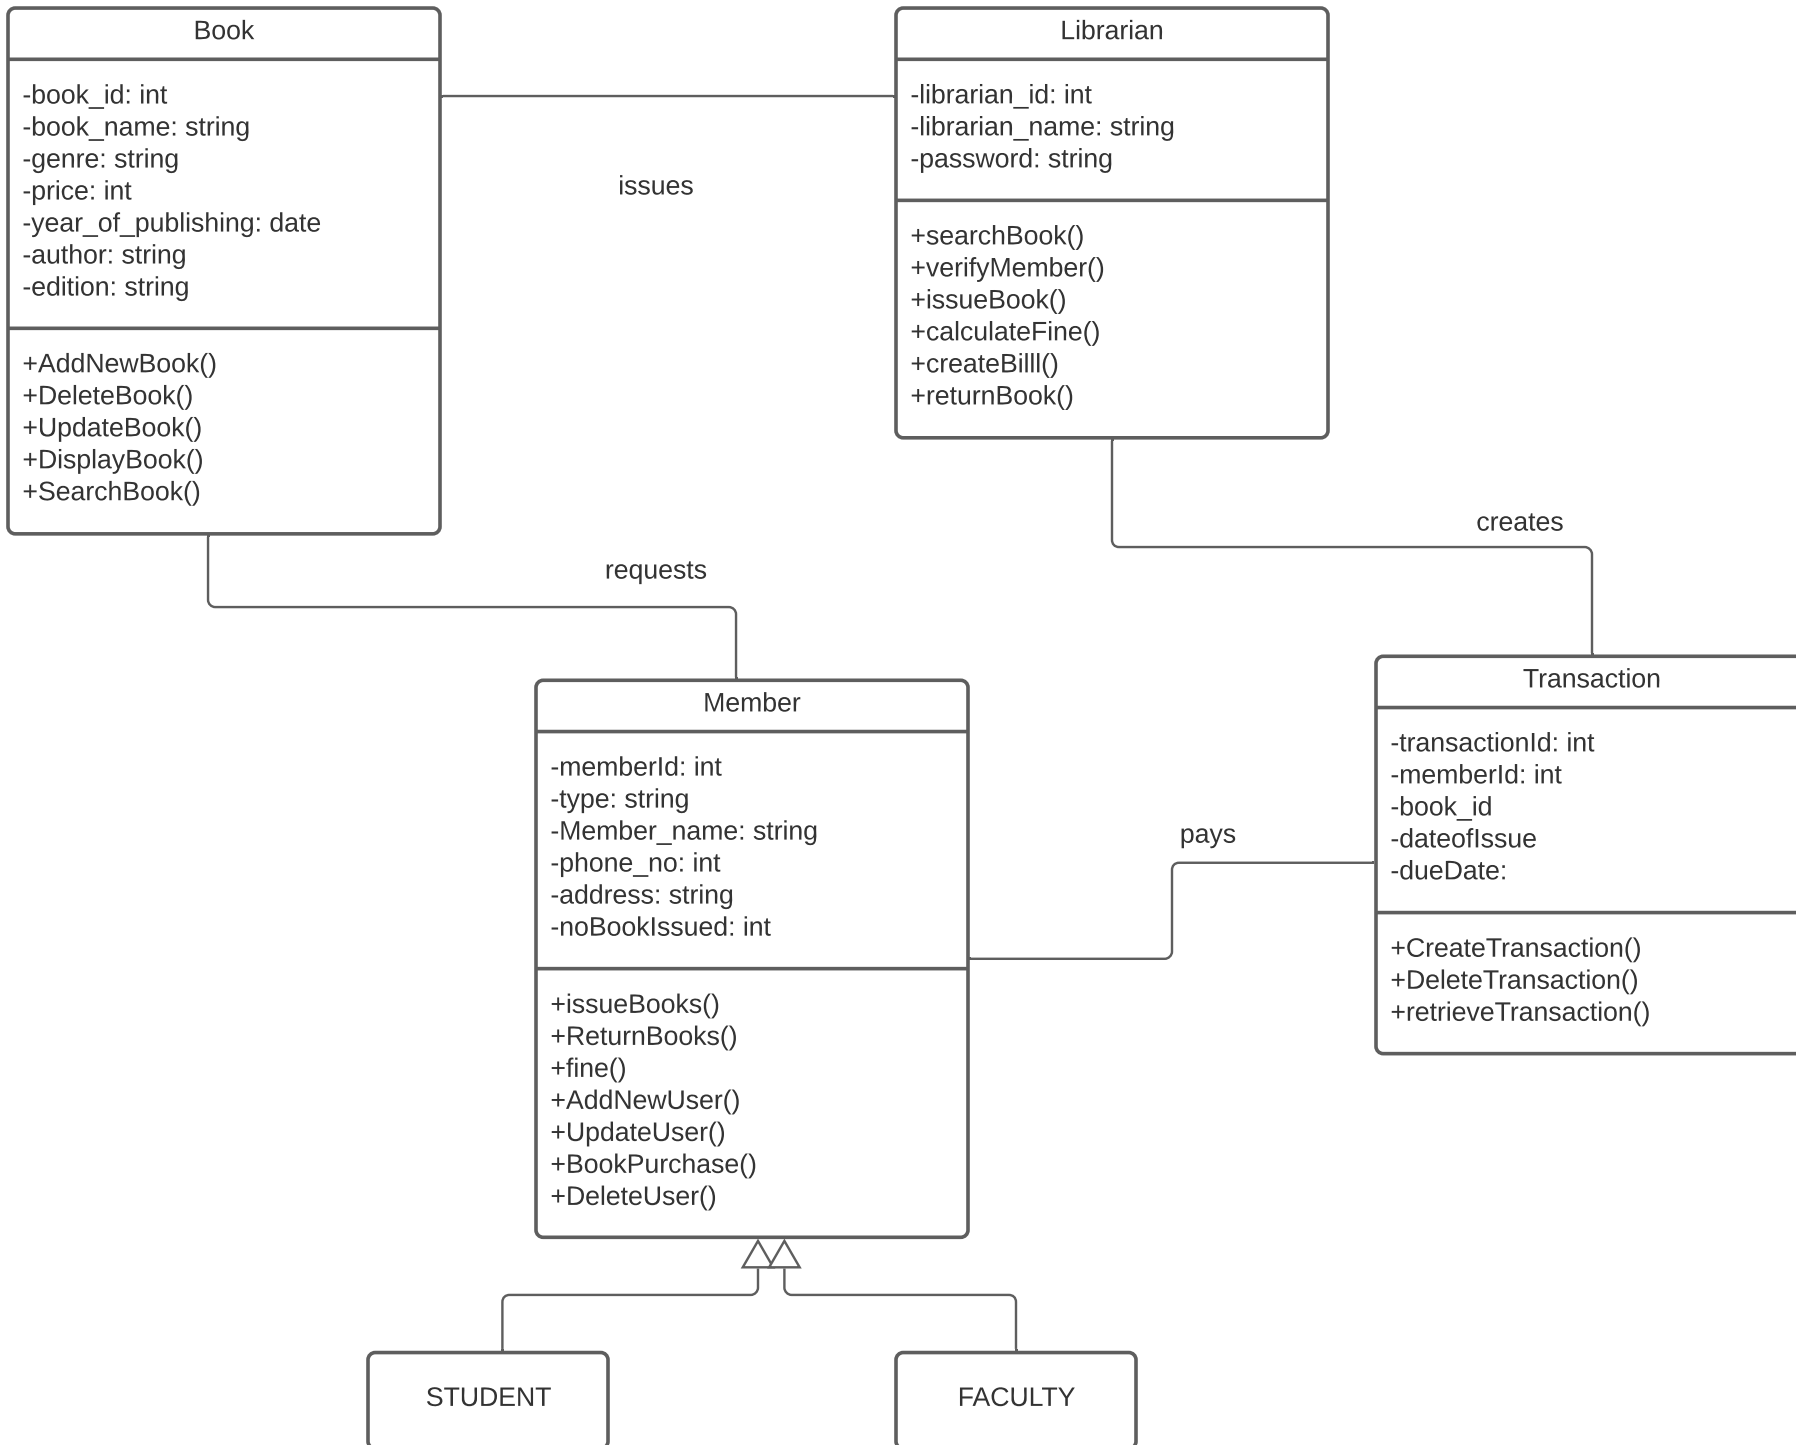 Book
-book_id: int
-book_name: string
-genre: string
-price: int
-year_of_publishing: date
-author: string
-edition: string
+AddNewBook()
+DeleteBook()
+UpdateBook()
+DisplayBook()
+SearchBook()
issues
Librarian
-librarian_id: int
-librarian_name: string
-password: string
+searchBook()
+verifyMember()
+issueBook()
+calculateFine()
+createBilll()
+returnBook()
creates
requests
Member
-memberId: int
-type: string
-Member_name: string
-phone_no: int
-address: string
-noBookIssued: int
+issueBooks()
+ReturnBooks()
+fine()
+AddNewUser()
+UpdateUser()
+BookPurchase()
+DeleteUser()
pays
Transaction
-transactionId: int
-memberId: int
-book_id
-dateofIssue
-dueDate:
+CreateTransaction()
+DeleteTransaction()
+retrieveTransaction()
STUDENT
FACULTY